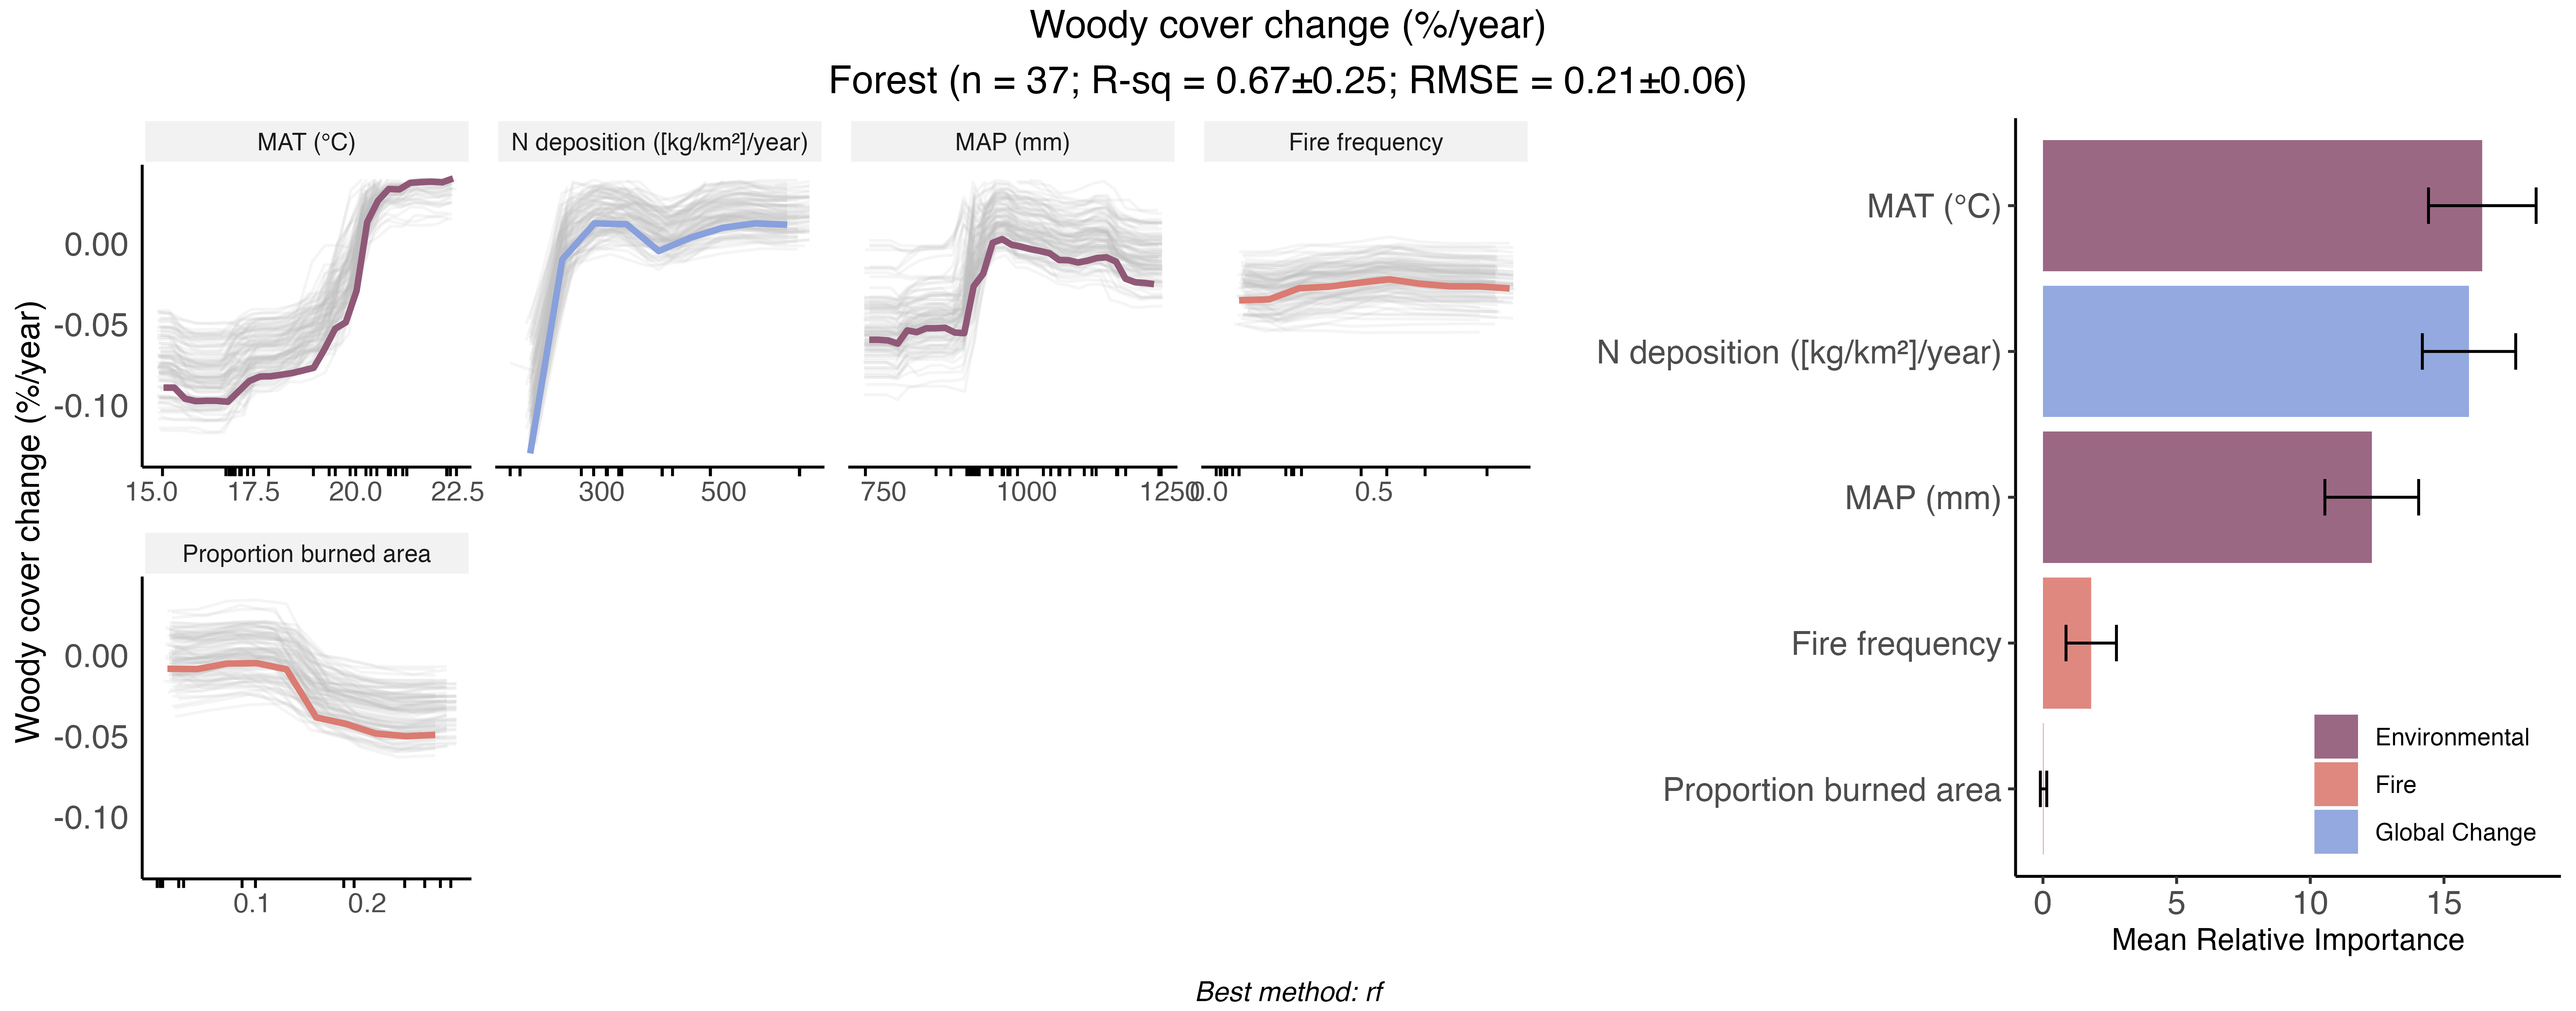 Woody cover change (%/year)
Forest (n = 37; R-sq = 0.67±0.25; RMSE = 0.21±0.06)
MAT (°C)
N deposition ([kg/km²]/year)
MAP (mm)
Fire frequency
Woody cover change (%/year)
0.00
-0.05
-0.10
15.0 17.5 20.0 22.5
300 500
750 1000 1250
0.0 0.5
Proportion burned area
0.00
-0.05
-0.10
0.1 0.2
MAT (°C)
N deposition ([kg/km²]/year)
MAP (mm)
Fire frequency
Proportion burned area
Environmental
Fire
Global Change
0 5 10 15
Mean Relative Importance
Best method: rf